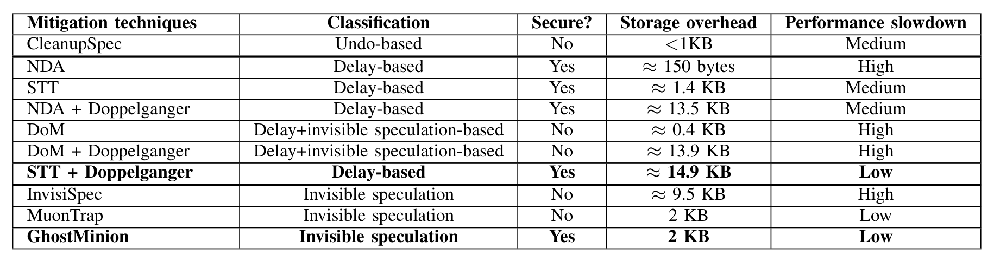 Mitigation techniques Classification Secure? Storage overhead Performance slowdown
CleanupSpec Undo-based No <1KB Medium
NDA Delay-based Yes ≈ 150 bytes High
STT Delay-based Yes ≈ 1.4 KB Medium
NDA + Doppelganger Delay-based Yes ≈ 13.5 KB Medium
DoM Delay+invisible speculation-based No ≈ 0.4 KB High
DoM + Doppelganger Delay+invisible speculation-based No ≈ 13.9 KB High
STT + Doppelganger Delay-based Yes ≈ 14.9 KB Low
InvisiSpec Invisible speculation No ≈ 9.5 KB High
MuonTrap Invisible speculation No 2 KB Low
GhostMinion Invisible speculation Yes 2 KB Low